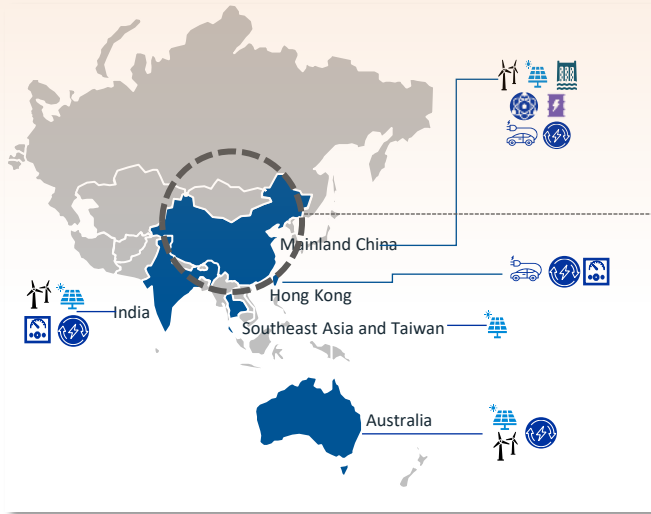 Mainland China
Hong Kong
India
Southeast Asia and Taiwan
Australia